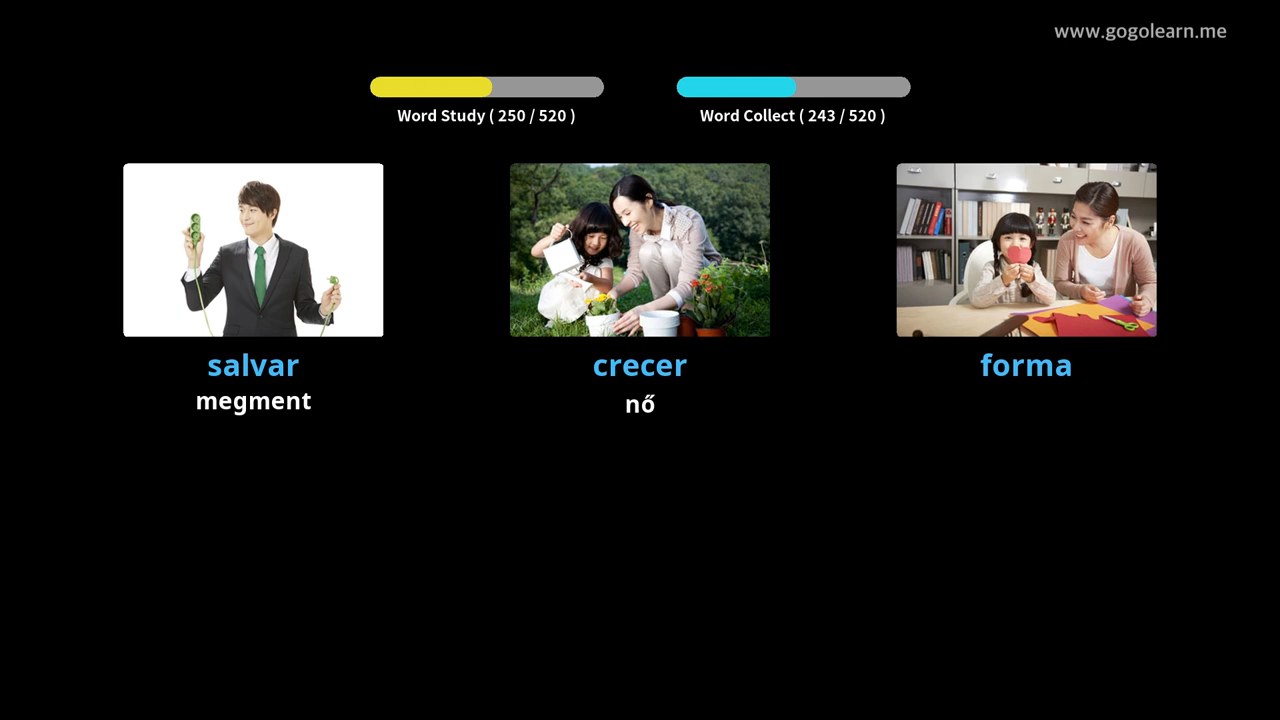 www.gogolearn.me
Word Study ( 250 / 520 )
Word Collect ( 243 / 520 )
salvar
megment
crecer
nő
forma